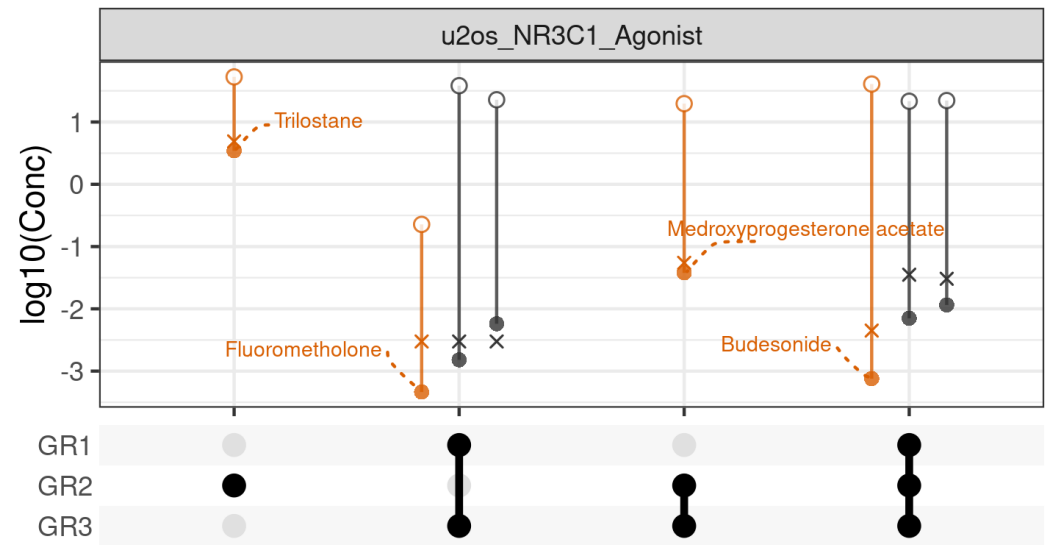 u2os_NR3C1_Agonist
log10(Conc)
1
0
-1
-2
-3
Trilostane
Medroxyprogesterone acetate
Fluorometholone
Budesonide
GR1
GR2
GR3